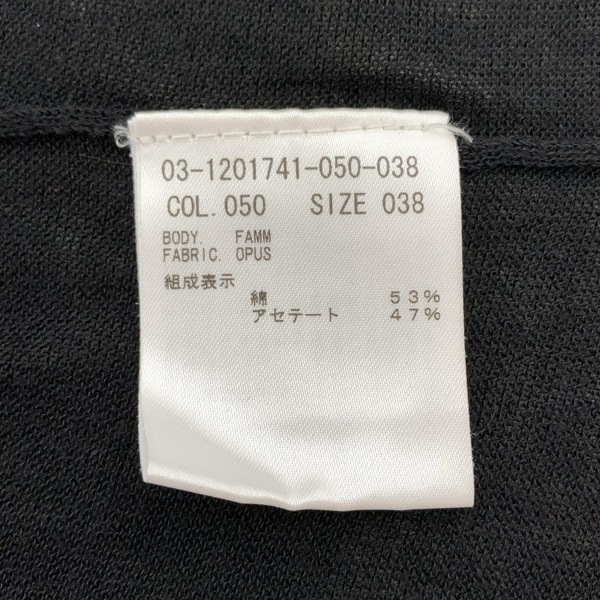 03-1201741-050-038
COL. 050 SIZE 038
BODY. FAMM
FABRIC. OPUS
組成表示
綿 53%
アセテート 47%